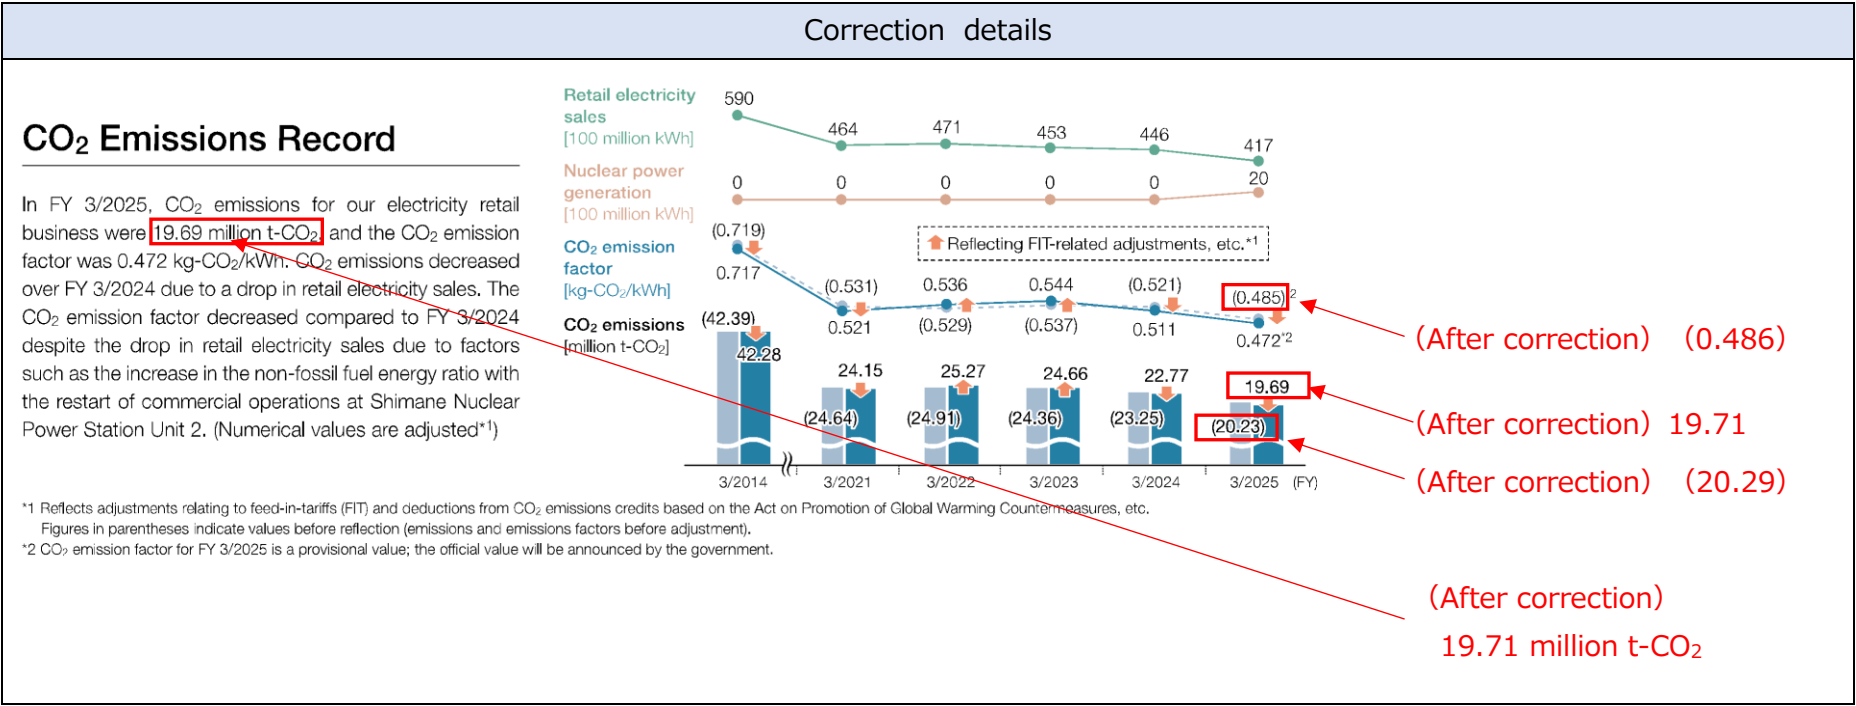 Correction details
CO₂ Emissions Record
In FY 3/2025, CO₂ emissions for our electricity retail
business were 19.69 million t-CO₂, and the CO₂ emission
factor was 0.472 kg-CO₂/kWh. CO₂ emissions decreased
over FY 3/2024 due to a drop in retail electricity sales. The
CO₂ emission factor decreased compared to FY 3/2024
despite the drop in retail electricity sales due to factors
such as the increase in the non-fossil fuel energy ratio with
the restart of commercial operations at Shimane Nuclear
Power Station Unit 2. (Numerical values are adjusted*1)
Retail electricity
sales
[100 million kWh]
590
464
471
453
446
417
Nuclear power
generation
[100 million kWh]
0
0
0
0
0
20
CO₂ emission
factor
[kg-CO₂/kWh]
Reflecting FIT-related adjustments, etc.*1
(0.719)
0.717
(0.531)
0.521
0.536
(0.529)
0.544
(0.537)
(0.521)
0.511
(0.485)*2
0.472*2
CO₂ emissions
[million t-CO₂]
(42.39)
42.28
24.15
(24.64)
25.27
(24.91)
24.66
(24.36)
22.77
(23.25)
19.69
(20.23)
3/2014
3/2021
3/2022
3/2023
3/2024
3/2025
(FY)
(After correction) (0.486)
(After correction) 19.71
(After correction) (20.29)
(After correction)
19.71 million t-CO₂
*1 Reflects adjustments relating to feed-in-tariffs (FIT) and deductions from CO₂ emissions credits based on the Act on Promotion of Global Warming Countermeasures, etc.
Figures in parentheses indicate values before reflection (emissions and emissions factors before adjustment).
*2 CO₂ emission factor for FY 3/2025 is a provisional value; the official value will be announced by the government.